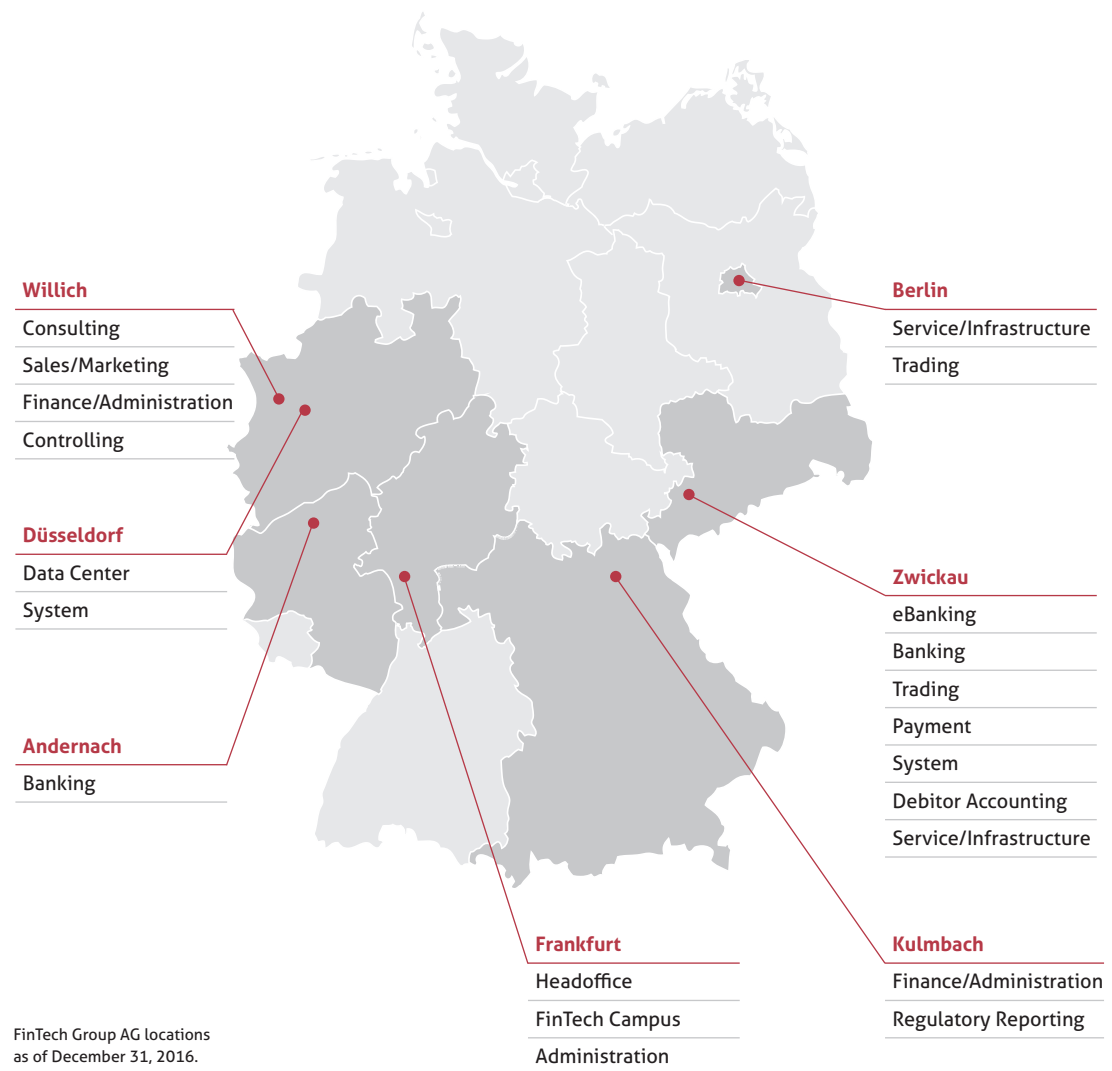 Willich
Consulting
Sales/Marketing
Finance/Administration
Controlling
Düsseldorf
Data Center
System
Andernach
Banking
Berlin
Service/Infrastructure
Trading
Zwickau
eBanking
Banking
Trading
Payment
System
Debitor Accounting
Service/Infrastructure
Frankfurt
Headoffice
FinTech Campus
Administration
Kulmbach
Finance/Administration
Regulatory Reporting
FinTech Group AG locations
as of December 31, 2016.